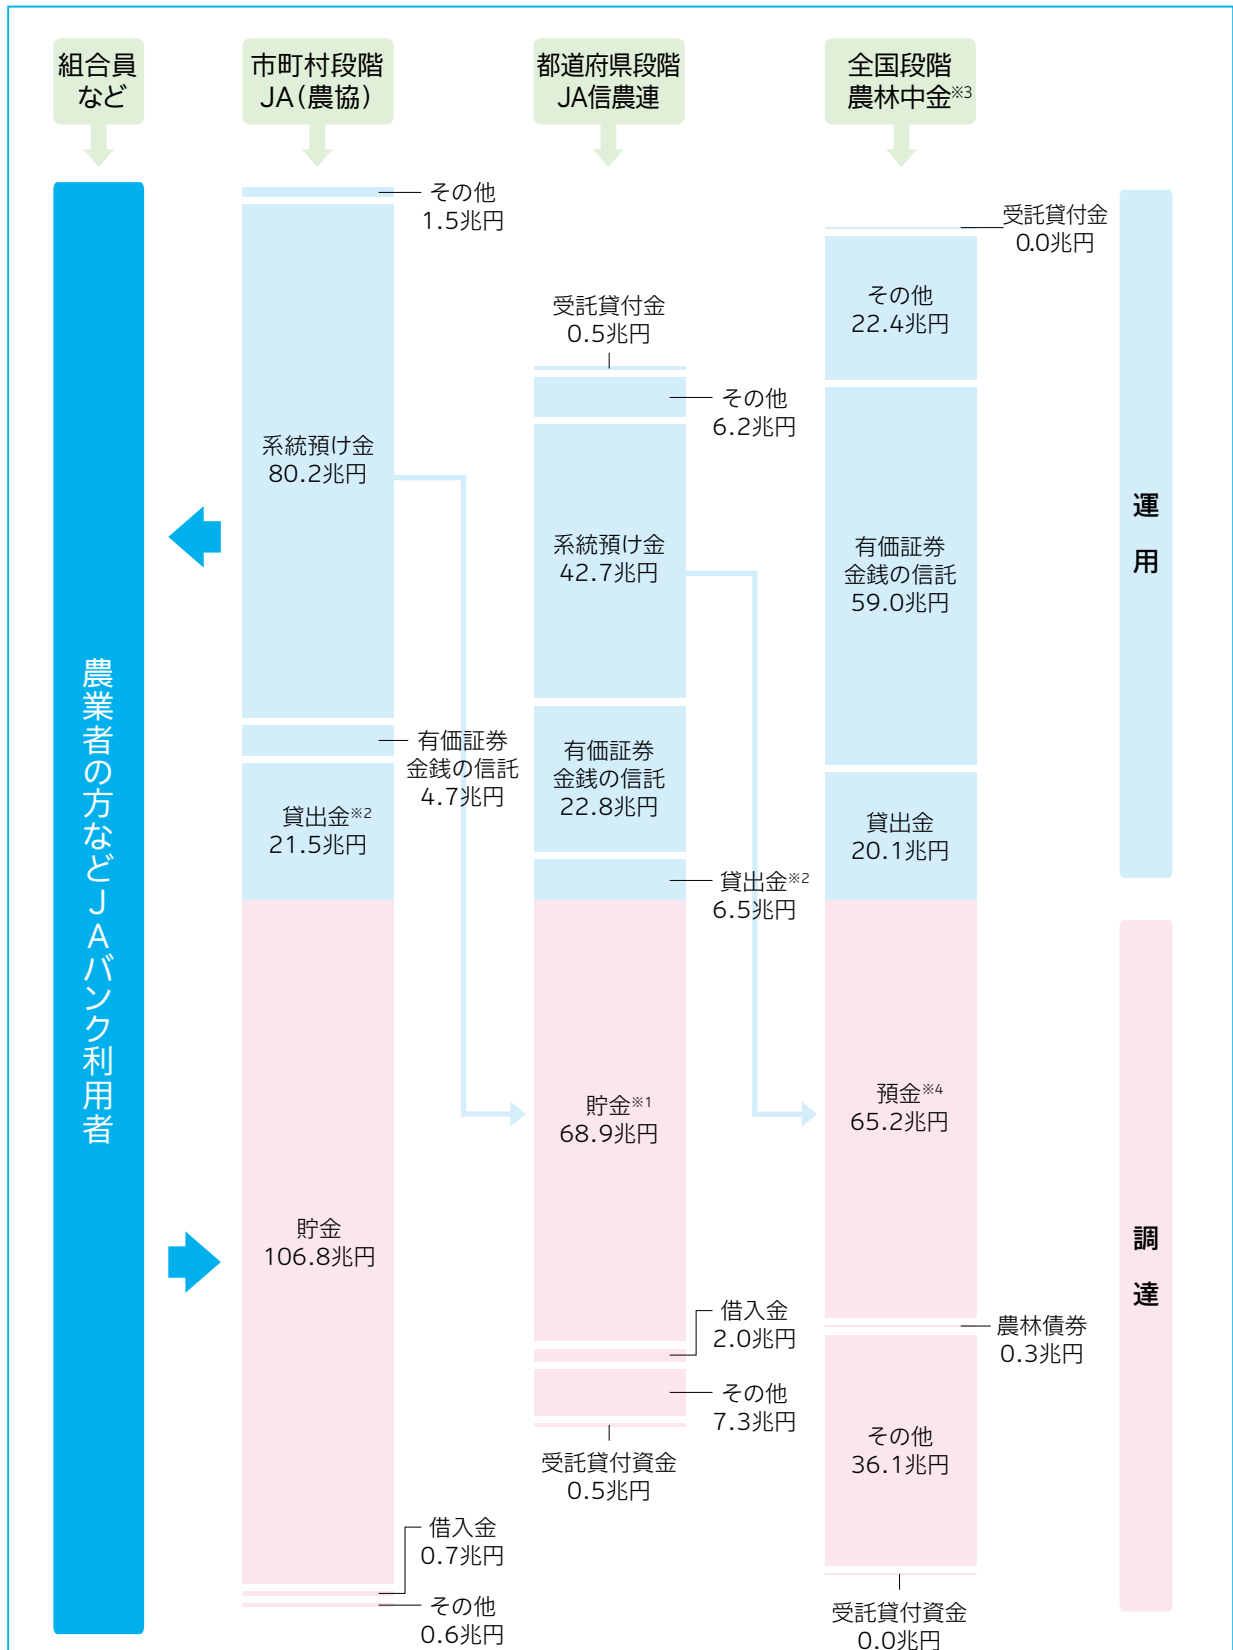 組合員
など
市町村段階
JA(農協)
都道府県段階
JA信農連
全国段階
農林中金※3
農業者の方などJAバンク利用者
その他
1.5兆円
系統預け金
80.2兆円
有価証券
金銭の信託
4.7兆円
貸出金※2
21.5兆円
貯金
106.8兆円
借入金
0.7兆円
その他
0.6兆円
受託貸付金
0.5兆円
その他
6.2兆円
系統預け金
42.7兆円
有価証券
金銭の信託
22.8兆円
貸出金※2
6.5兆円
貯金※1
68.9兆円
借入金
2.0兆円
その他
7.3兆円
受託貸付資金
0.5兆円
受託貸付金
0.0兆円
その他
22.4兆円
有価証券
金銭の信託
59.0兆円
貸出金
20.1兆円
預金※4
65.2兆円
農林債券
0.3兆円
その他
36.1兆円
受託貸付資金
0.0兆円
運用
調達